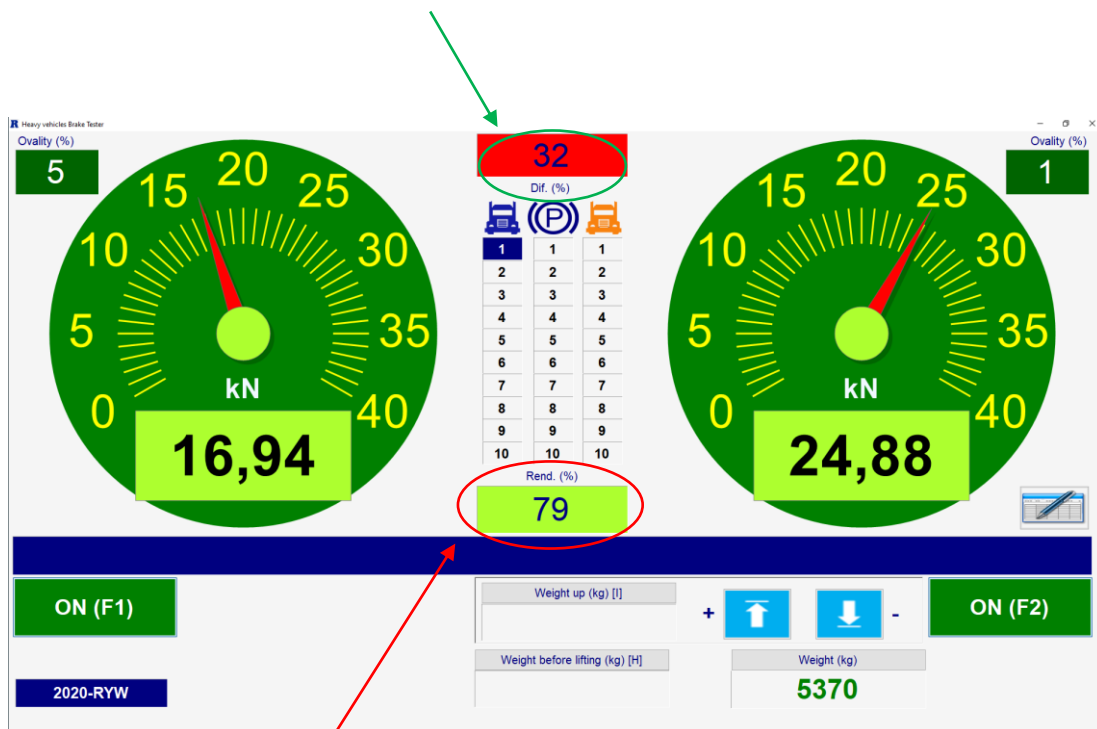 R Heavy vehicles Brake Tester
Ovality (%)
5
32
Dif. (%)
Ovality (%)
1
0 5 10 15 20 25 30 35 40
kN
16,94
P
1 1 1
2 2 2
3 3 3
4 4 4
5 5 5
6 6 6
7 7 7
8 8 8
9 9 9
10 10 10
Rend. (%)
79
0 5 10 15 20 25 30 35 40
kN
24,88
ON (F1)
Weight up (kg) [I]
+ -
ON (F2)
Weight before lifting (kg) [H]
Weight (kg)
5370
2020-RYW